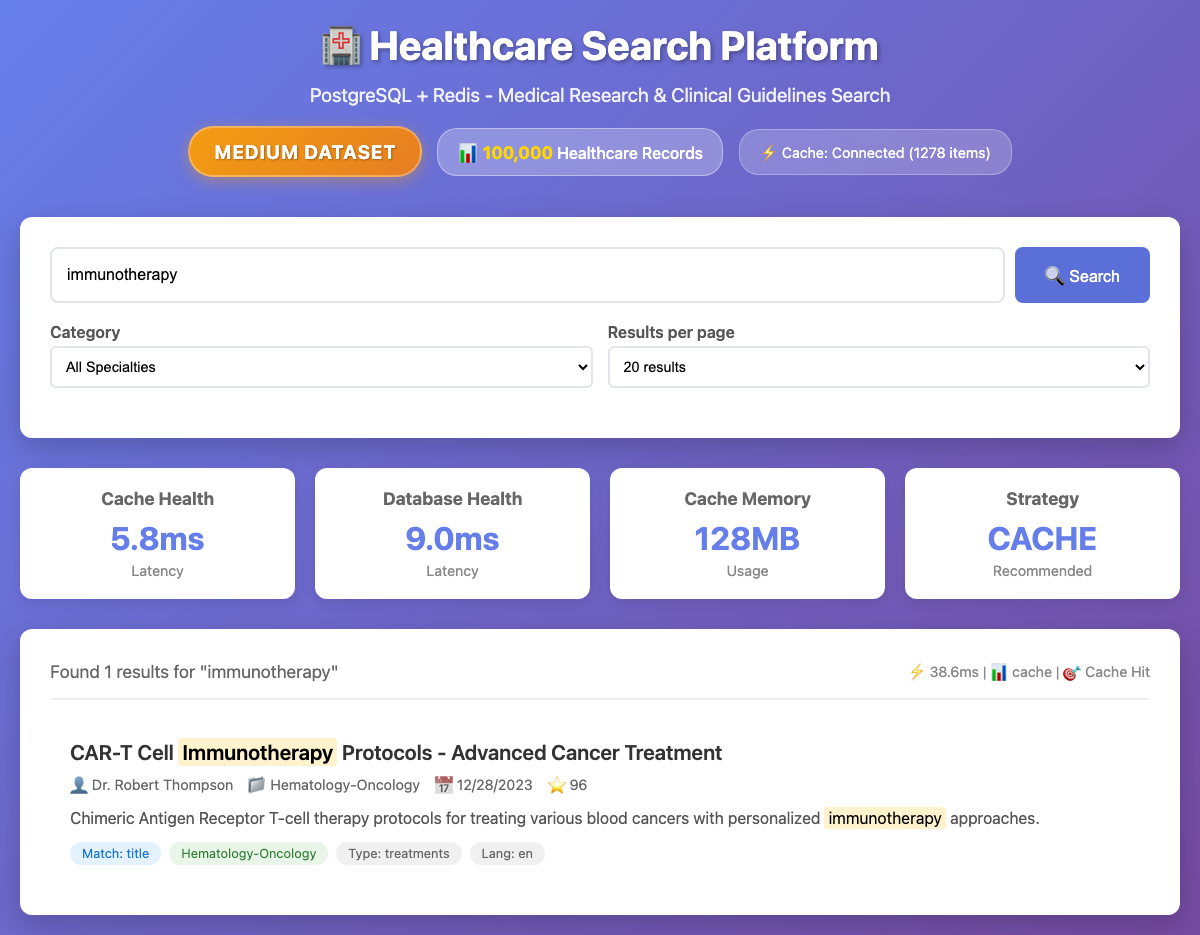 🏥 Healthcare Search Platform
PostgreSQL + Redis - Medical Research & Clinical Guidelines Search
MEDIUM DATASET
📊 100,000 Healthcare Records
⚡ Cache: Connected (1278 items)
immunotherapy
🔍 Search
Category
Results per page
All Specialties
20 results
Cache Health
5.8ms
Latency
Database Health
9.0ms
Latency
Cache Memory
128MB
Usage
Strategy
CACHE
Recommended
Found 1 results for "immunotherapy"
⚡ 38.6ms | 📊 cache | 🎯 Cache Hit
CAR-T Cell Immunotherapy Protocols - Advanced Cancer Treatment
👤 Dr. Robert Thompson 📁 Hematology-Oncology 📅 12/28/2023 ⭐ 96
Chimeric Antigen Receptor T-cell therapy protocols for treating various blood cancers with personalized immunotherapy approaches.
Match: title
Hematology-Oncology
Type: treatments
Lang: en